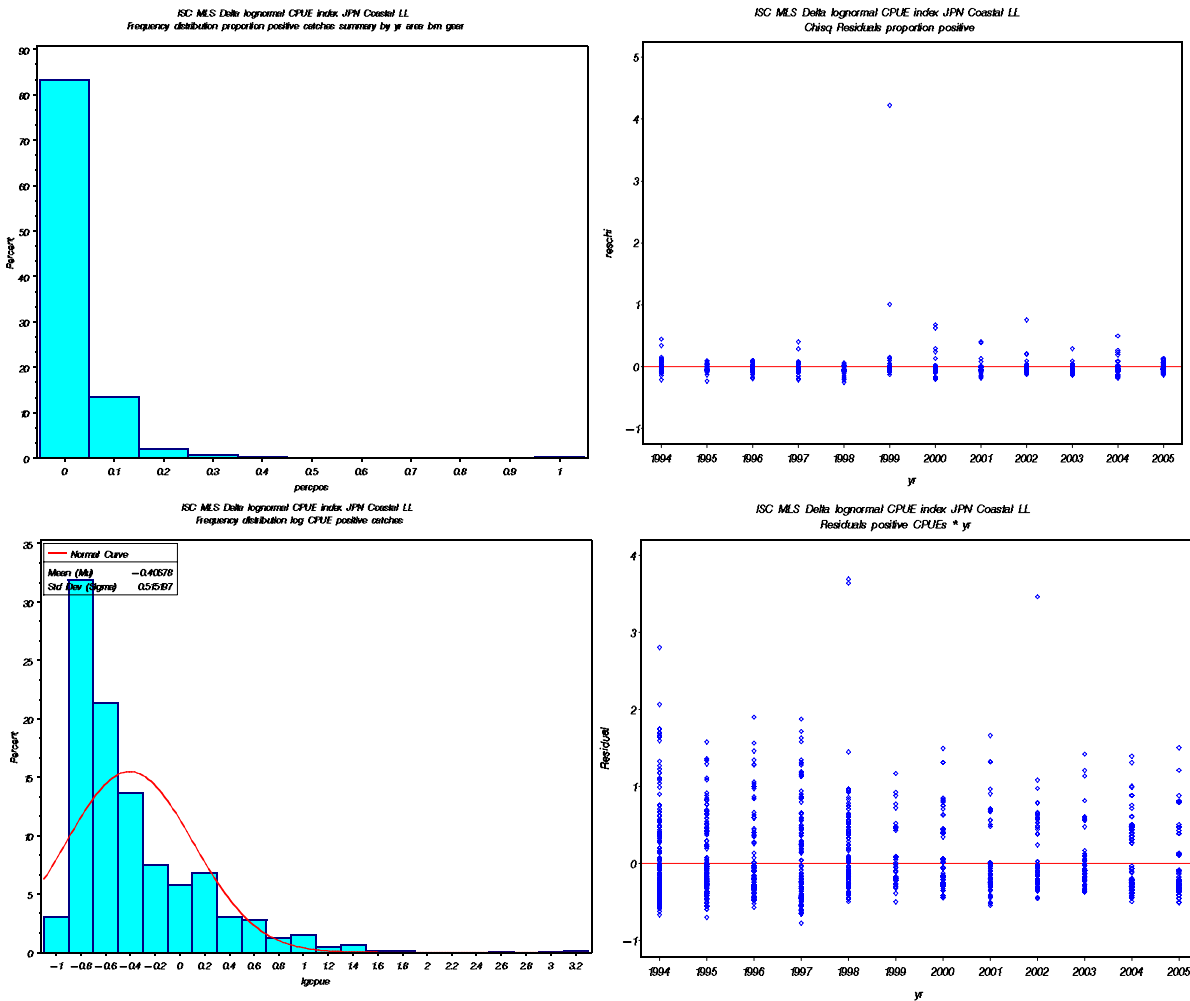 ISC MLS Delta lognormal CPUE index JPN Coastal LL
Frequency distribution proportion positive catches summary by yr area brn gear
90
80
70
60
50
40
30
20
10
0
Percent
0 0.1 0.2 0.3 0.4 0.5 0.6 0.7 0.8 0.9 1
percpos
ISC MLS Delta lognormal CPUE index JPN Coastal LL
Chisq Residuals proportion positive
5
4
3
2
1
0
−1
reschi
1994 1995 1996 1997 1998 1999 2000 2001 2002 2003 2004 2005
yr
ISC MLS Delta lognormal CPUE index JPN Coastal LL
Frequency distribution log CPUE positive catches
Normal Curve
Mean (Mu) −0.40678
Std Dev (Sigma) 0.515197
35
30
25
20
15
10
5
0
Percent
−1 −0.8 −0.6 −0.4 −0.2 0 0.2 0.4 0.6 0.8 1 1.2 1.4 1.6 1.8 2 2.2 2.4 2.6 2.8 3 3.2
lgcpue
ISC MLS Delta lognormal CPUE index JPN Coastal LL
Residuals positive CPUEs * yr
4
3
2
1
0
−1
Residual
1994 1995 1996 1997 1998 1999 2000 2001 2002 2003 2004 2005
yr